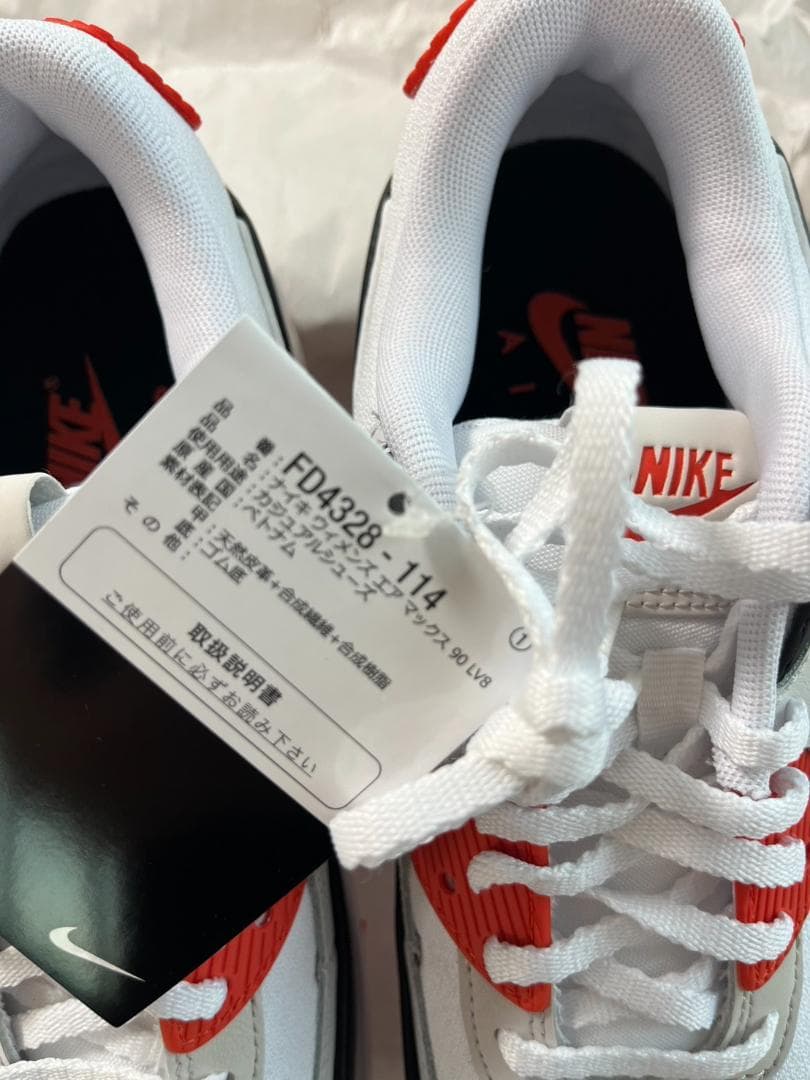 品番:FD4328-114
品名:ナイキ ウィメンズ エア マックス 90 LV8
使用用途:カジュアルシューズ
原産国:ベトナム
素材表記
甲:天然皮革+合成繊維+合成樹脂
底:ゴム底
その他:
①
取扱説明書
ご使用前に必ずお読み下さい
NIKE
AI
NIKE
NIKE